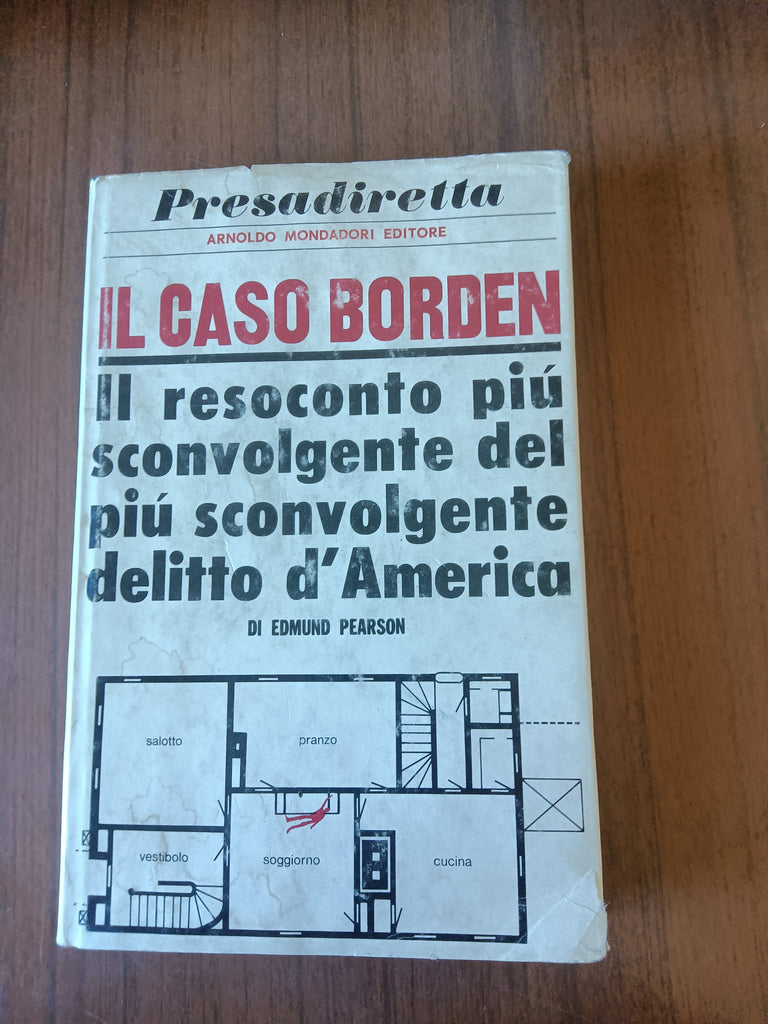 Presadiretta
ARNOLDO MONDADORI EDITORE
IL CASO BORDEN
Il resoconto piú
sconvolgente del
piú sconvolgente
delitto d'America
DI EDMUND PEARSON
salotto
pranzo
vestibolo
soggiorno
cucina